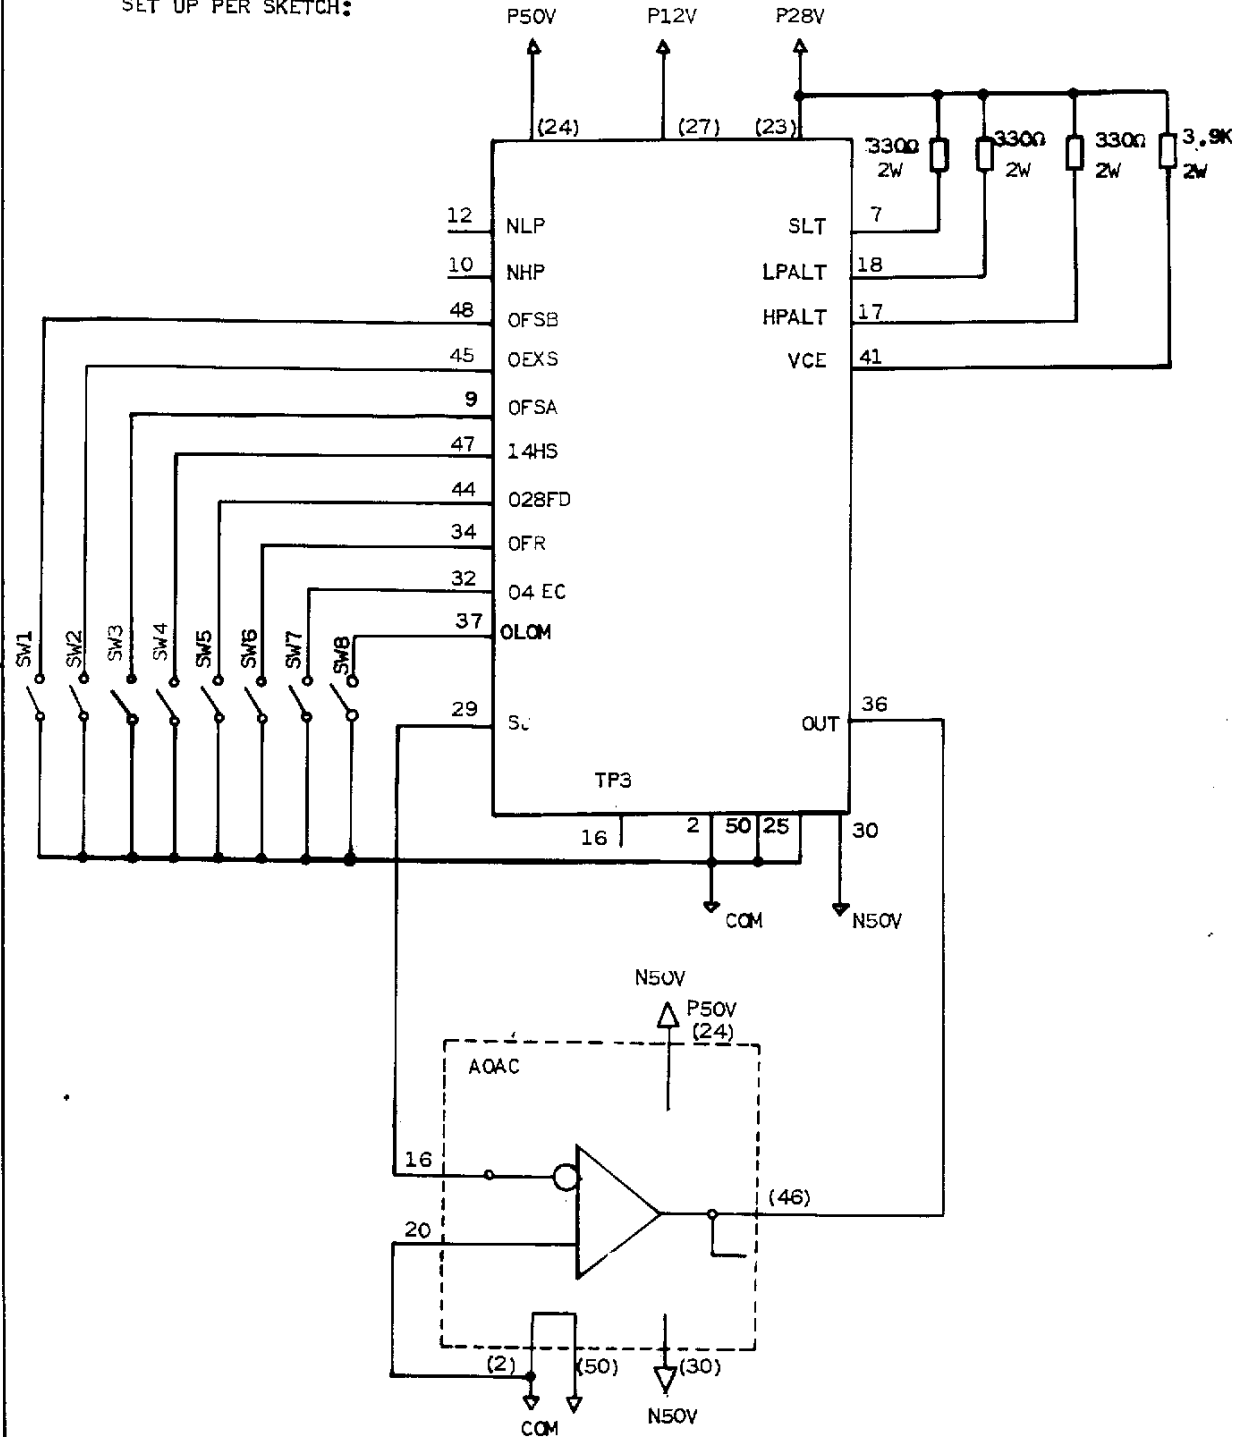 SET UP PER SKETCH:
P50V P12V P28V
(24) (27) (23)
330Ω 330Ω 330Ω 3.9K
2W 2W 2W 2W
12 NLP SLT 7
10 NHP LPALT 18
48 OFSB HPALT 17
45 OEXS VCE 41
9 OFSA
47 14HS
44 O28FD
34 OFR
32 O4 EC
37 OLOM
SW1 SW2 SW3 SW4 SW5 SW6 SW7 SW8
29 OUT 36
TP3
16 2 50 25 30
COM N50V
N50V
P50V
(24)
AOAC
16
(46)
20
(2) (50) (30)
COM N50V